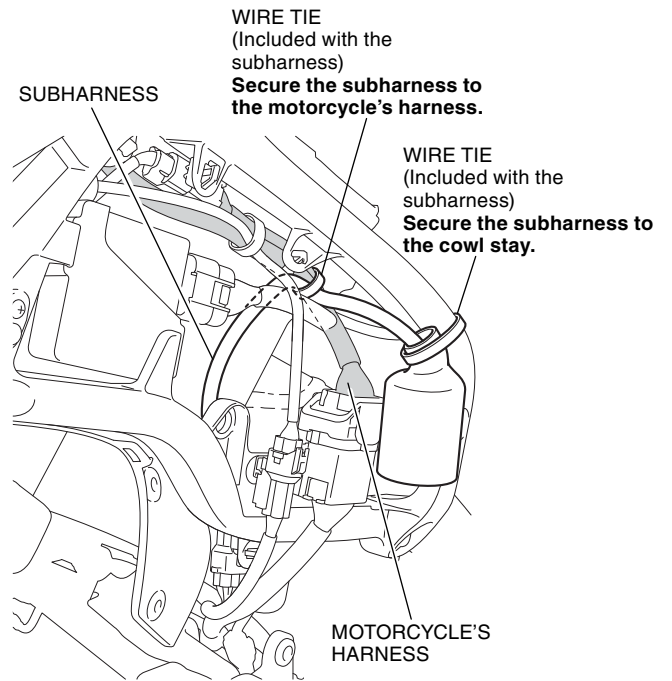 WIRE TIE
(Included with the
subharness)
Secure the subharness to
the motorcycle's harness.
SUBHARNESS
WIRE TIE
(Included with the
subharness)
Secure the subharness to
the cowl stay.
MOTORCYCLE'S
HARNESS